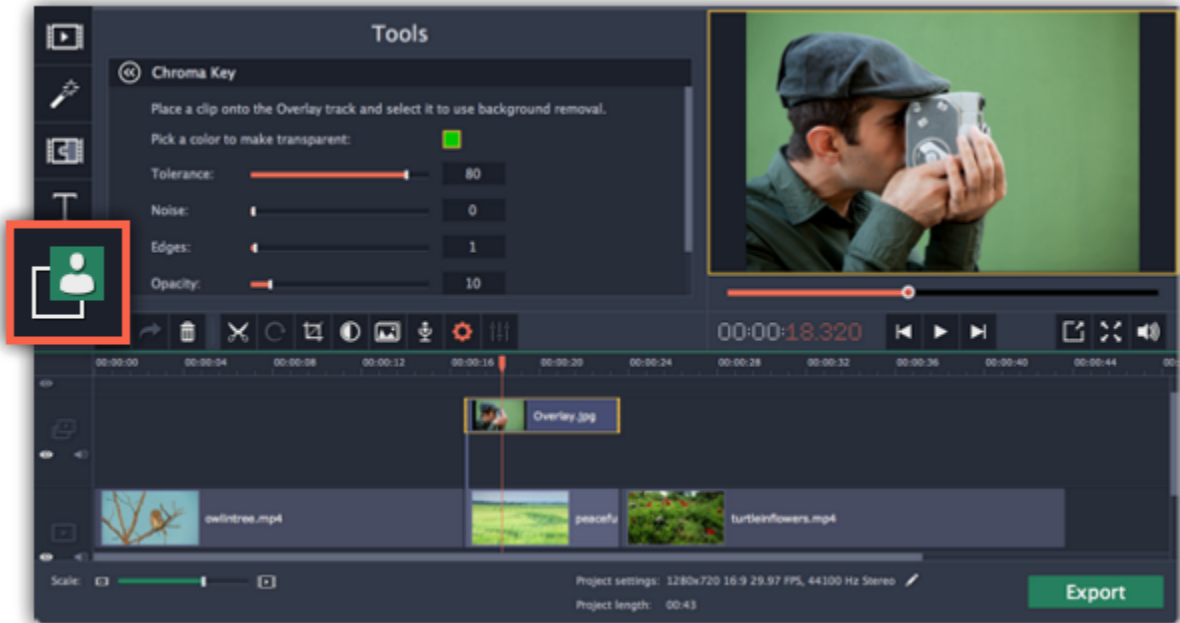 Tools
Chroma Key
Place a clip onto the Overlay track and select it to use background removal.
Pick a color to make transparent:
Tolerance: 80
Noise: 0
Edges: 1
Opacity: 10
T
00:00:18.320
00:00:00 00:00:04 00:00:08 00:00:12 00:00:16 00:00:20 00:00:24 00:00:28 00:00:32 00:00:36 00:00:40 00:00:44 00:
Overlay.jpg
owlintree.mp4 peacefu turtleinflowers.mp4
Scale:
Project settings: 1280x720 16:9 29.97 FPS, 44100 Hz Stereo
Project length: 00:43
Export